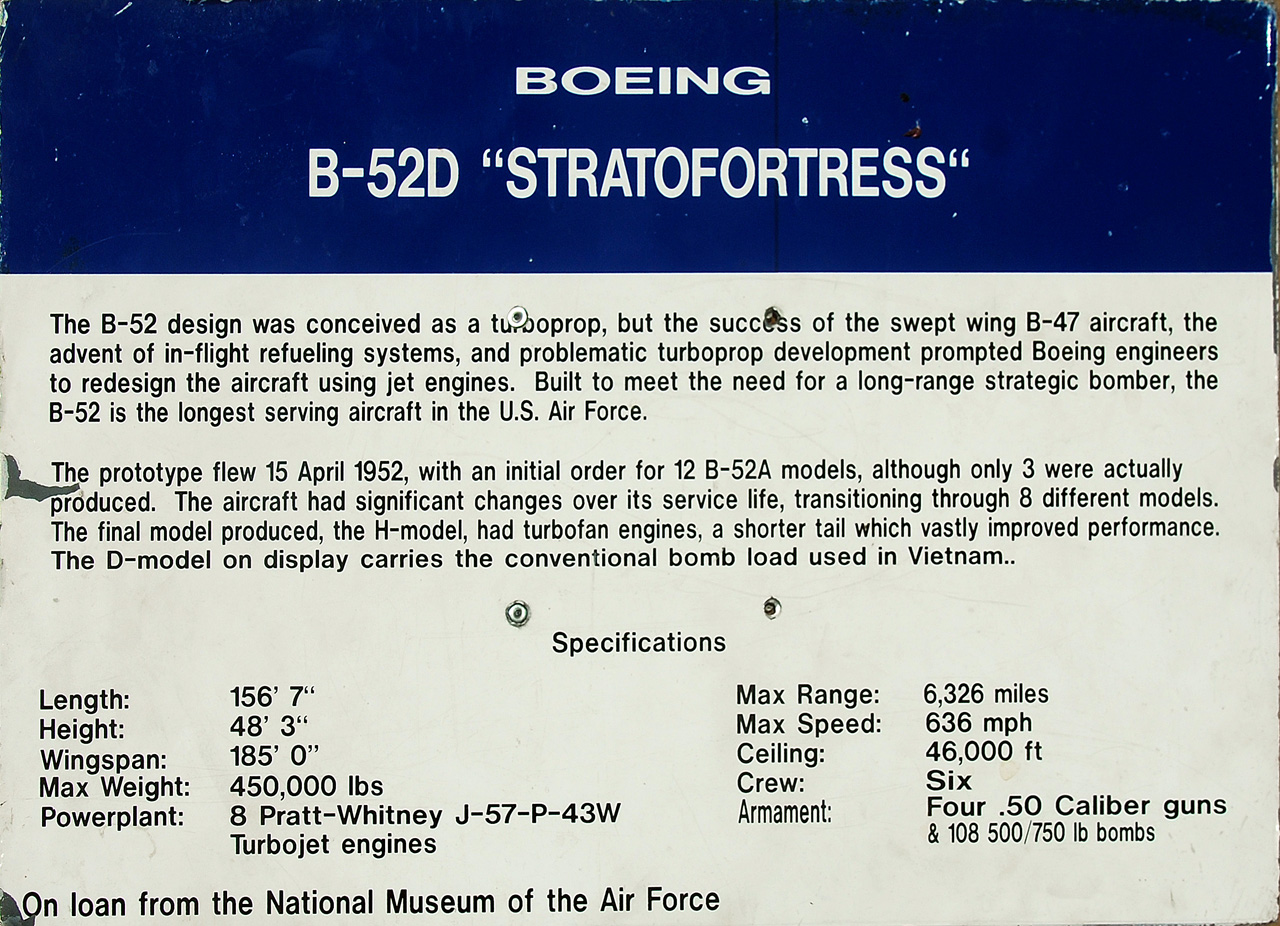 BOEING
B-52D “STRATOFORTRESS“
The B-52 design was conceived as a turboprop, but the success of the swept wing B-47 aircraft, the
advent of in-flight refueling systems, and problematic turboprop development prompted Boeing engineers
to redesign the aircraft using jet engines. Built to meet the need for a long-range strategic bomber, the
B-52 is the longest serving aircraft in the U.S. Air Force.
The prototype flew 15 April 1952, with an initial order for 12 B-52A models, although only 3 were actually
produced. The aircraft had significant changes over its service life, transitioning through 8 different models.
The final model produced, the H-model, had turbofan engines, a shorter tail which vastly improved performance.
The D-model on display carries the conventional bomb load used in Vietnam..
Specifications
Length: 156’ 7“
Height: 48’ 3“
Wingspan: 185’ 0”
Max Weight: 450,000 lbs
Powerplant: 8 Pratt-Whitney J-57-P-43W
Turbojet engines
Max Range: 6,326 miles
Max Speed: 636 mph
Ceiling: 46,000 ft
Crew: Six
Armament: Four .50 Caliber guns
& 108 500/750 lb bombs
On loan from the National Museum of the Air Force